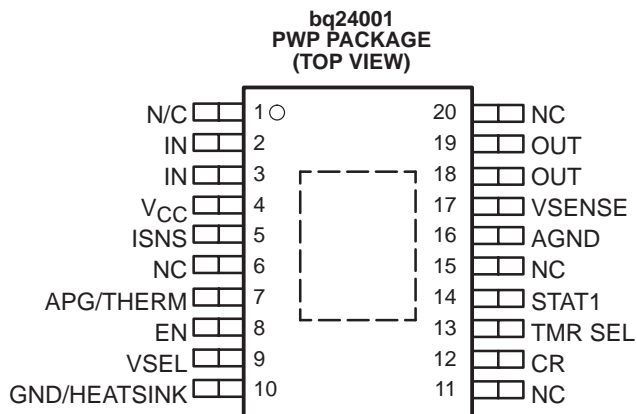 bq24001
PWP PACKAGE
(TOP VIEW)
N/C 1 20 NC
IN 2 19 OUT
IN 3 18 OUT
VCC 4 17 VSENSE
ISNS 5 16 AGND
NC 6 15 NC
APG/THERM 7 14 STAT1
EN 8 13 TMR SEL
VSEL 9 12 CR
GND/HEATSINK 10 11 NC